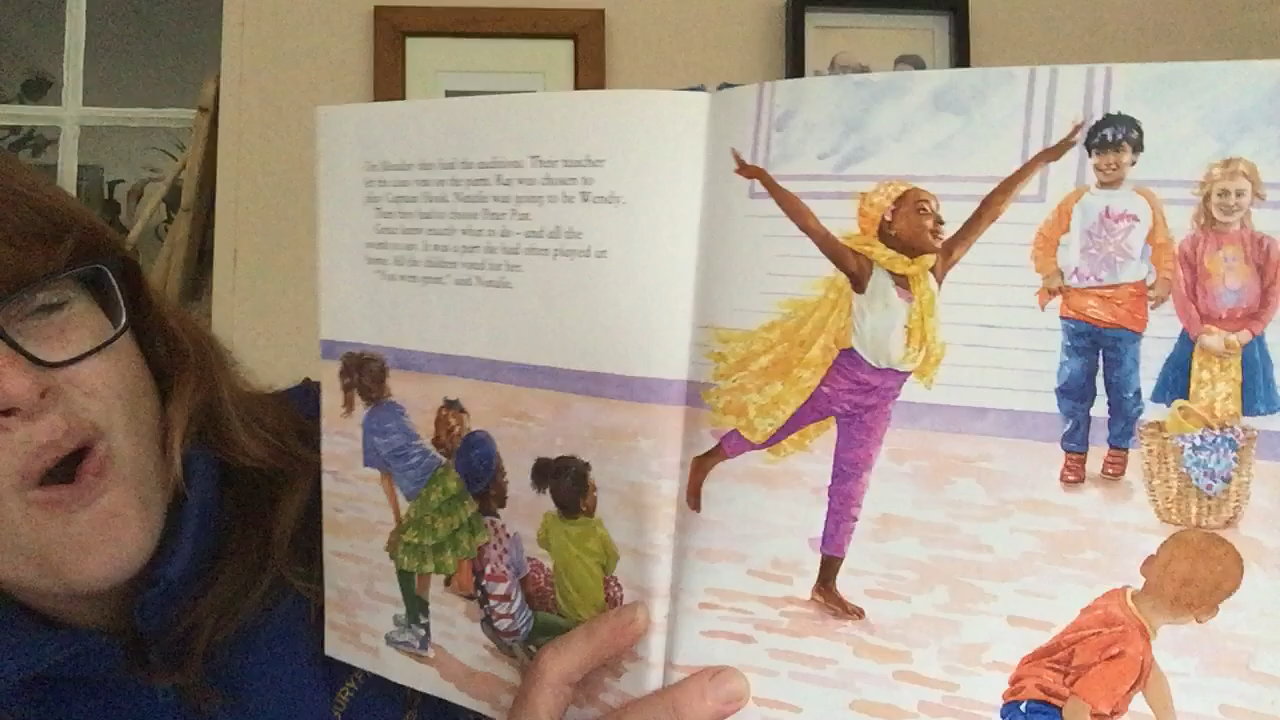 On Monday they had the auditions. Their teacher
let the class vote on the parts. Raj was chosen to
play Captain Hook. Natalie was going to be Wendy.
Then they had to choose Peter Pan.
Grace knew exactly what to do – and all the
words to say. It was a part she had often played at
home. All the children voted for her.
"You were great," said Natalie.
URY